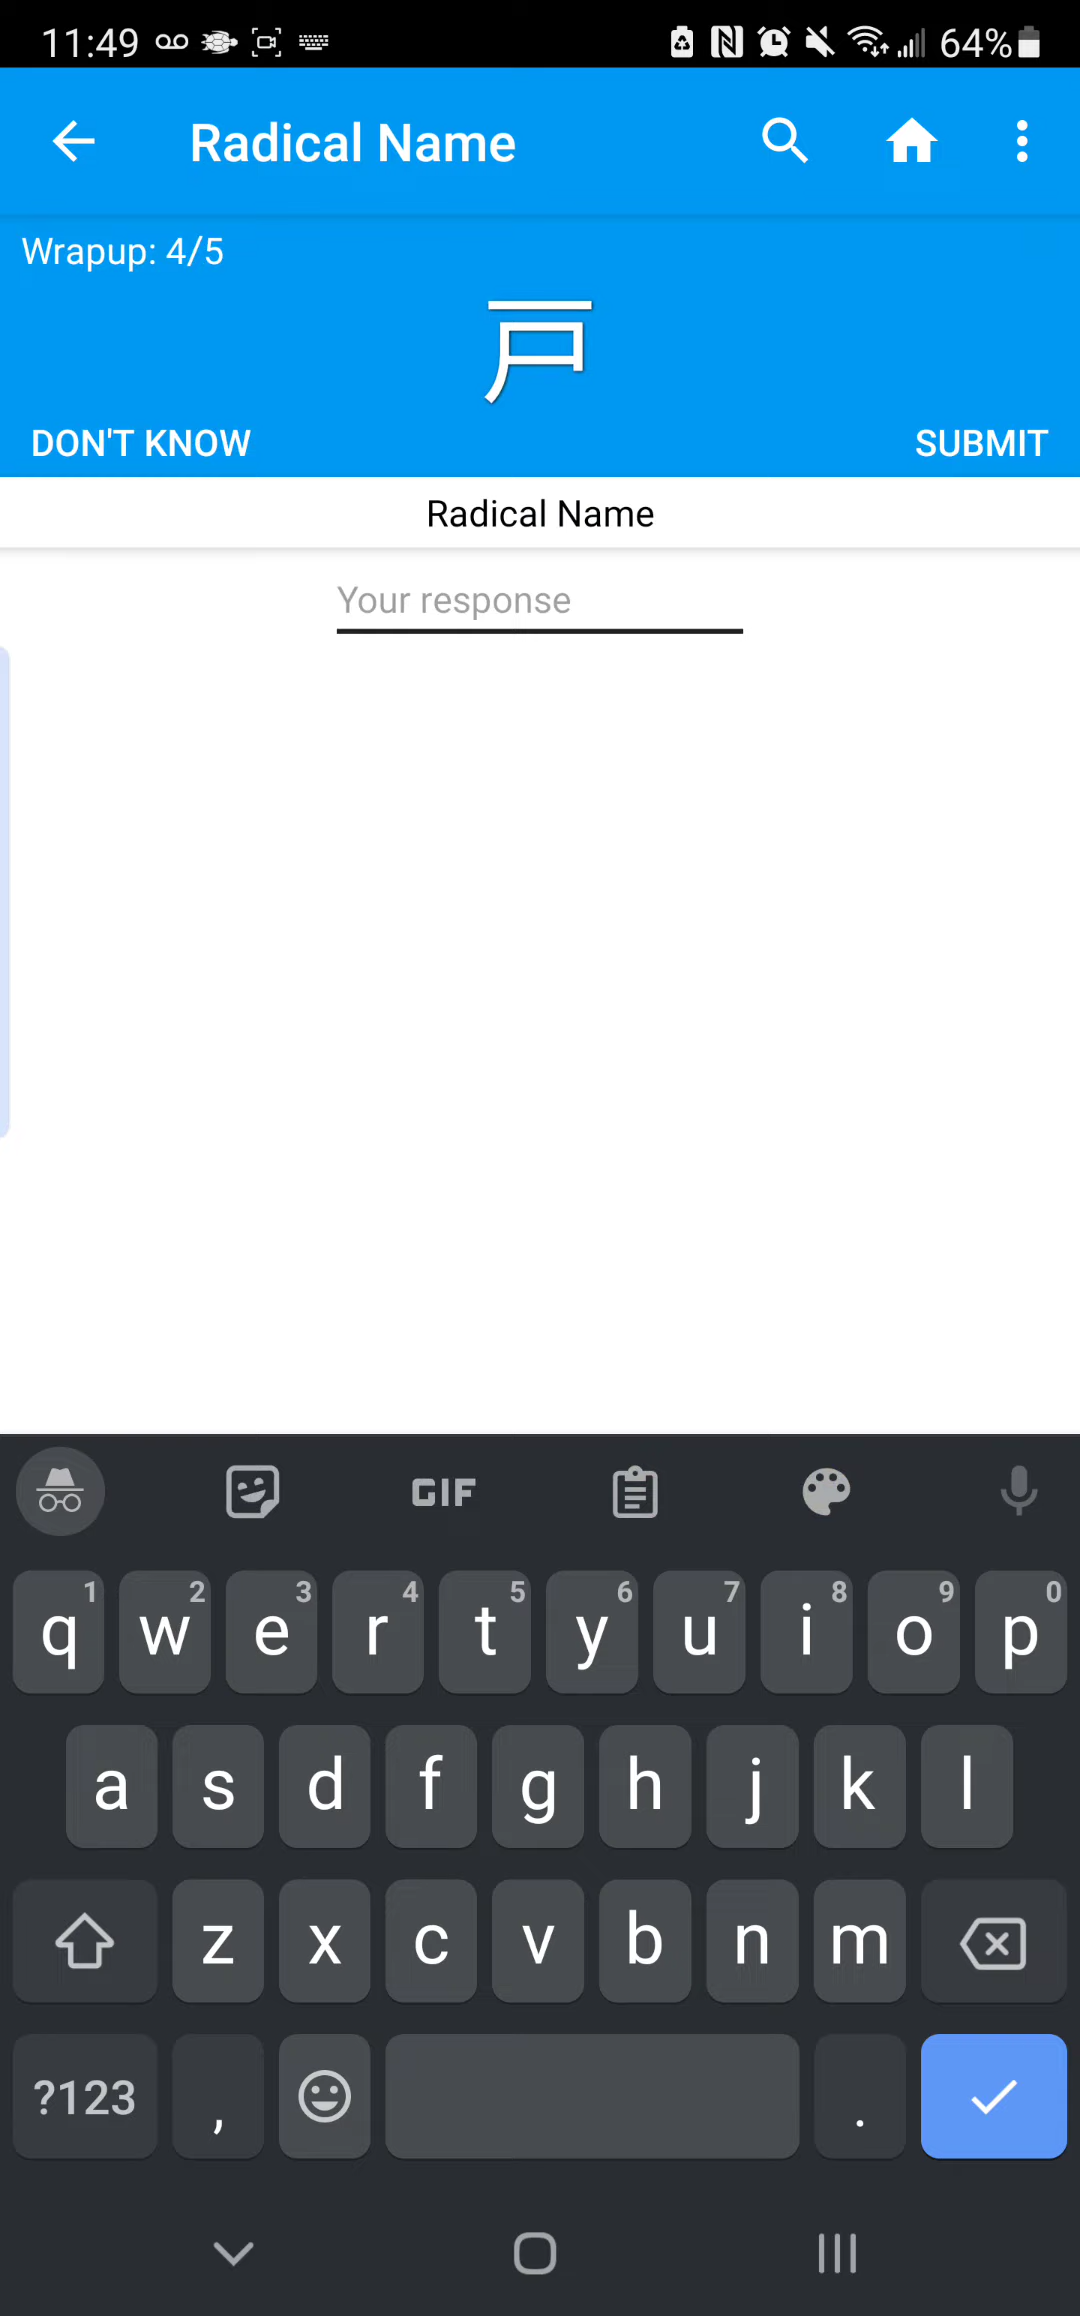 11:49 64%
Radical Name
Wrapup: 4/5
戸
DON'T KNOW SUBMIT
Radical Name
Your response
GIF
1 2 3 4 5 6 7 8 9 0
q w e r t y u i o p
a s d f g h j k l
z x c v b n m
?123 , .